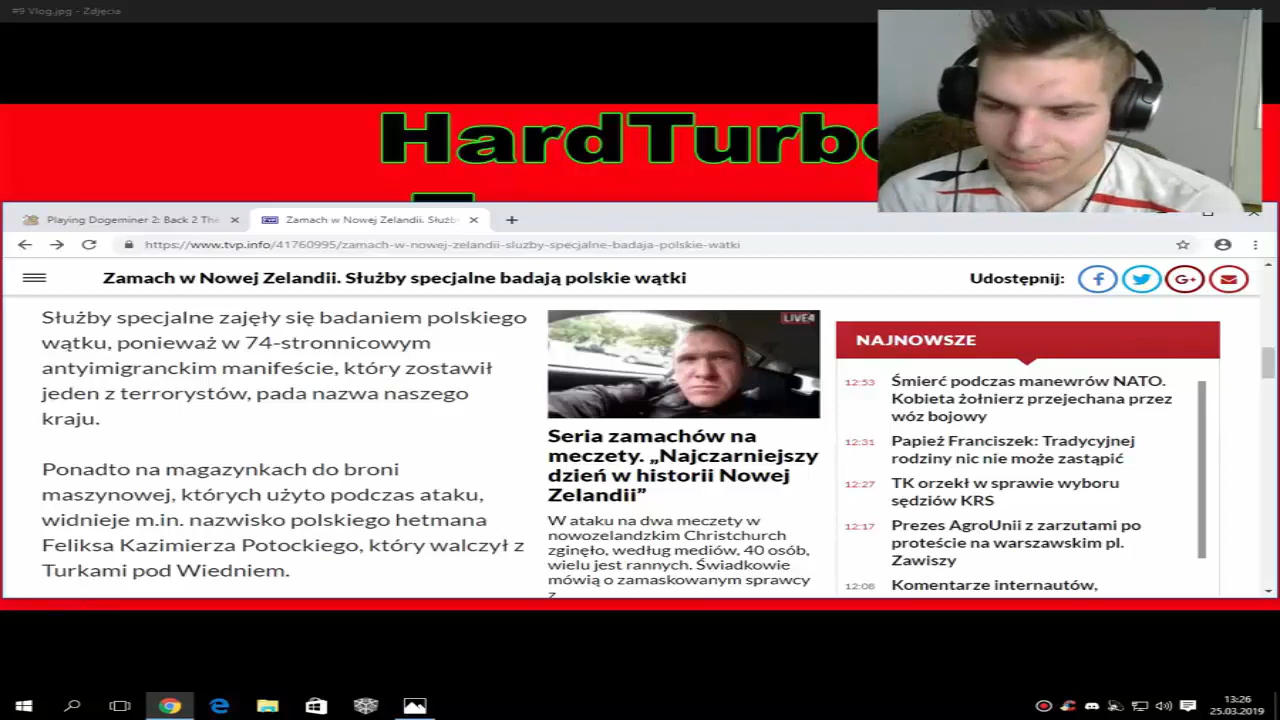 #9 Vlog.jpg - Zdjęcia
HardTurbo
Playing Dogeminer 2: Back 2 The
Zamach w Nowej Zelandii. Służb
https://www.tvp.info/41760995/zamach-w-nowej-zelandii-sluzby-specjalne-badaja-polskie-watki
Zamach w Nowej Zelandii. Służby specjalne badają polskie wątki
Udostępnij:
Służby specjalne zajęły się badaniem polskiego
wątku, ponieważ w 74-stronnicowym
antyimigranckim manifeście, który zostawił
jeden z terrorystów, pada nazwa naszego
kraju.
Ponadto na magazynkach do broni
maszynowej, których użyto podczas ataku,
widnieje m.in. nazwisko polskiego hetmana
Feliksa Kazimierza Potockiego, który walczył z
Turkami pod Wiedniem.
LIVE4
Seria zamachów na
meczety. „Najczarniejszy
dzień w historii Nowej
Zelandii”
W ataku na dwa meczety w
nowozelandzkim Christchurch
zginęło, według mediów, 40 osób,
wielu jest rannych. Świadkowie
mówią o zamaskowanym sprawcy
z
NAJNOWSZE
12:53 Śmierć podczas manewrów NATO.
Kobieta żołnierz przejechana przez
wóz bojowy
12:31 Papież Franciszek: Tradycyjnej
rodziny nic nie może zastąpić
12:27 TK orzekł w sprawie wyboru
sędziów KRS
12:17 Prezes AgroUnii z zarzutami po
proteście na warszawskim pl.
Zawiszy
12:08 Komentarze internautów,
13:26
25.03.2019